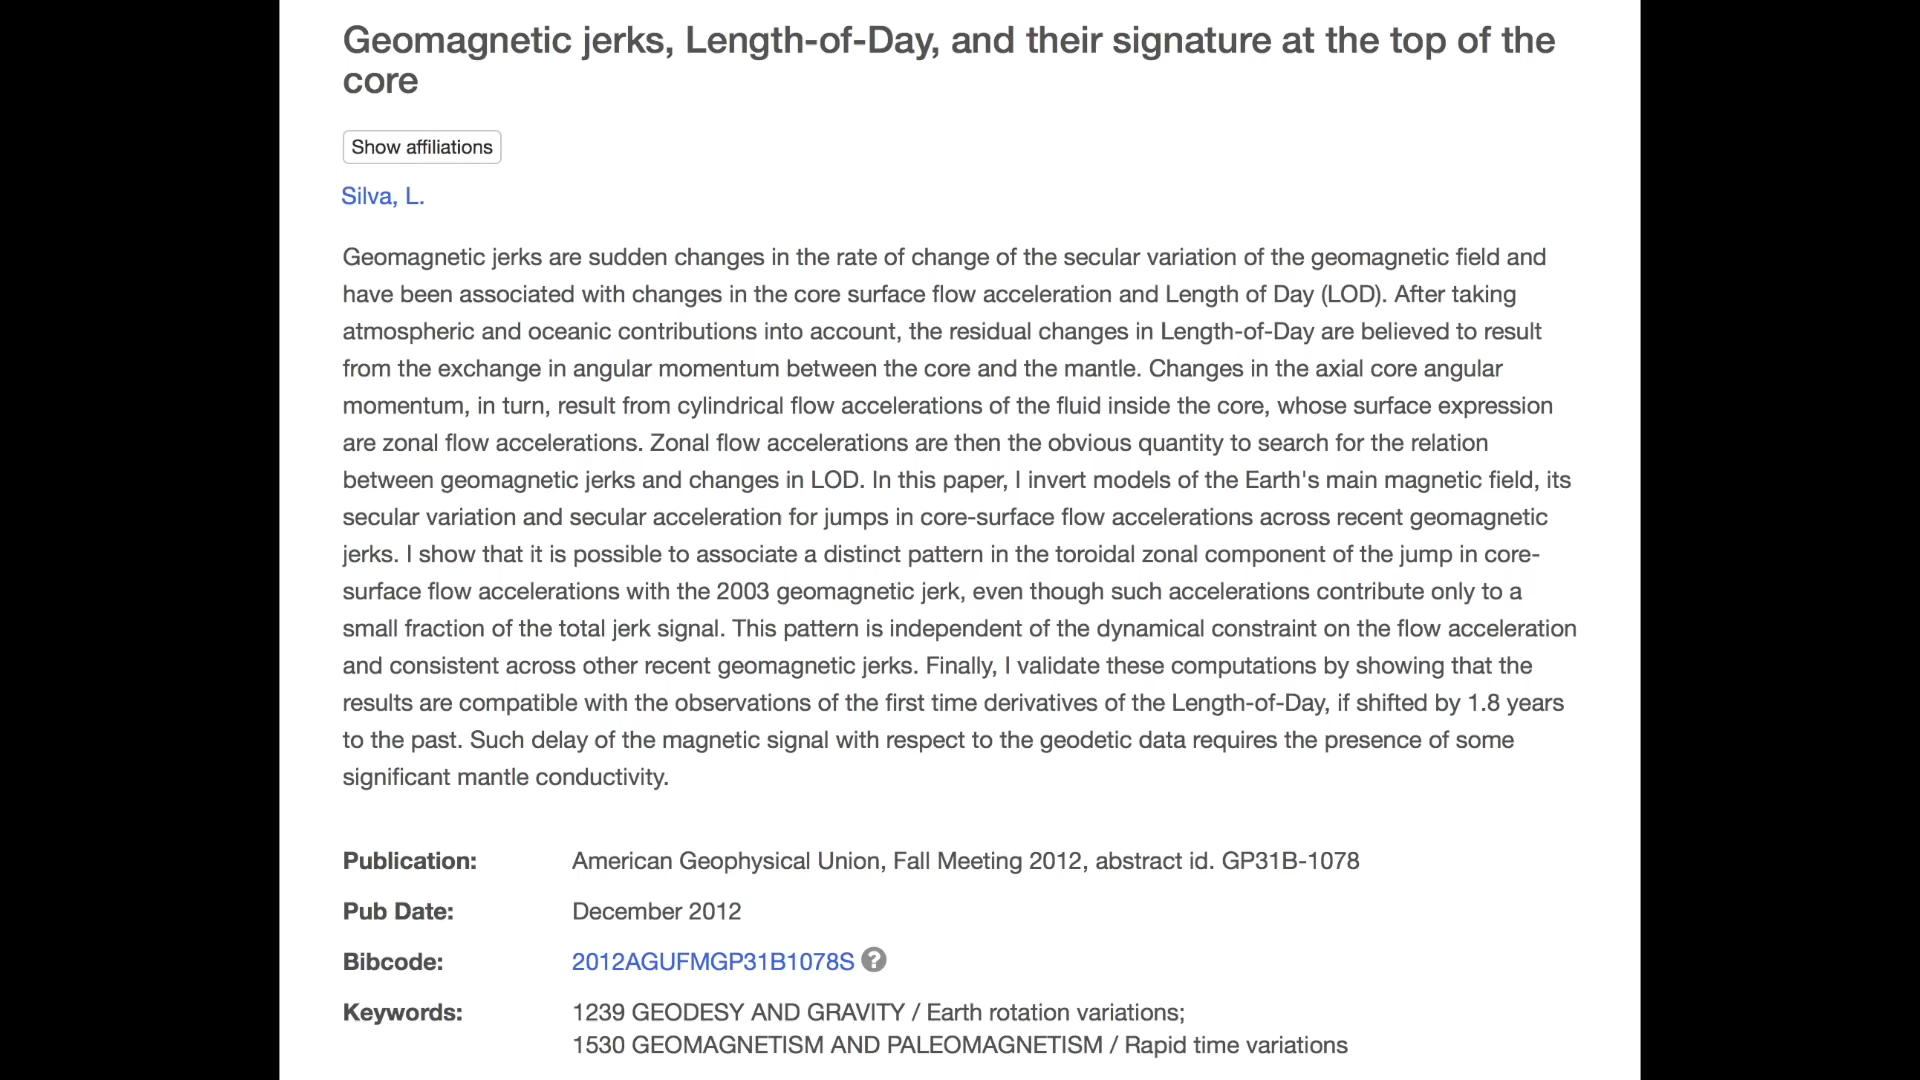 Geomagnetic jerks, Length-of-Day, and their signature at the top of the
core
Show affiliations
Silva, L.
Geomagnetic jerks are sudden changes in the rate of change of the secular variation of the geomagnetic field and
have been associated with changes in the core surface flow acceleration and Length of Day (LOD). After taking
atmospheric and oceanic contributions into account, the residual changes in Length-of-Day are believed to result
from the exchange in angular momentum between the core and the mantle. Changes in the axial core angular
momentum, in turn, result from cylindrical flow accelerations of the fluid inside the core, whose surface expression
are zonal flow accelerations. Zonal flow accelerations are then the obvious quantity to search for the relation
between geomagnetic jerks and changes in LOD. In this paper, I invert models of the Earth's main magnetic field, its
secular variation and secular acceleration for jumps in core-surface flow accelerations across recent geomagnetic
jerks. I show that it is possible to associate a distinct pattern in the toroidal zonal component of the jump in core-
surface flow accelerations with the 2003 geomagnetic jerk, even though such accelerations contribute only to a
small fraction of the total jerk signal. This pattern is independent of the dynamical constraint on the flow acceleration
and consistent across other recent geomagnetic jerks. Finally, I validate these computations by showing that the
results are compatible with the observations of the first time derivatives of the Length-of-Day, if shifted by 1.8 years
to the past. Such delay of the magnetic signal with respect to the geodetic data requires the presence of some
significant mantle conductivity.
Publication: American Geophysical Union, Fall Meeting 2012, abstract id. GP31B-1078
Pub Date: December 2012
Bibcode: 2012AGUFMGP31B1078S ?
Keywords: 1239 GEODESY AND GRAVITY / Earth rotation variations;
1530 GEOMAGNETISM AND PALEOMAGNETISM / Rapid time variations